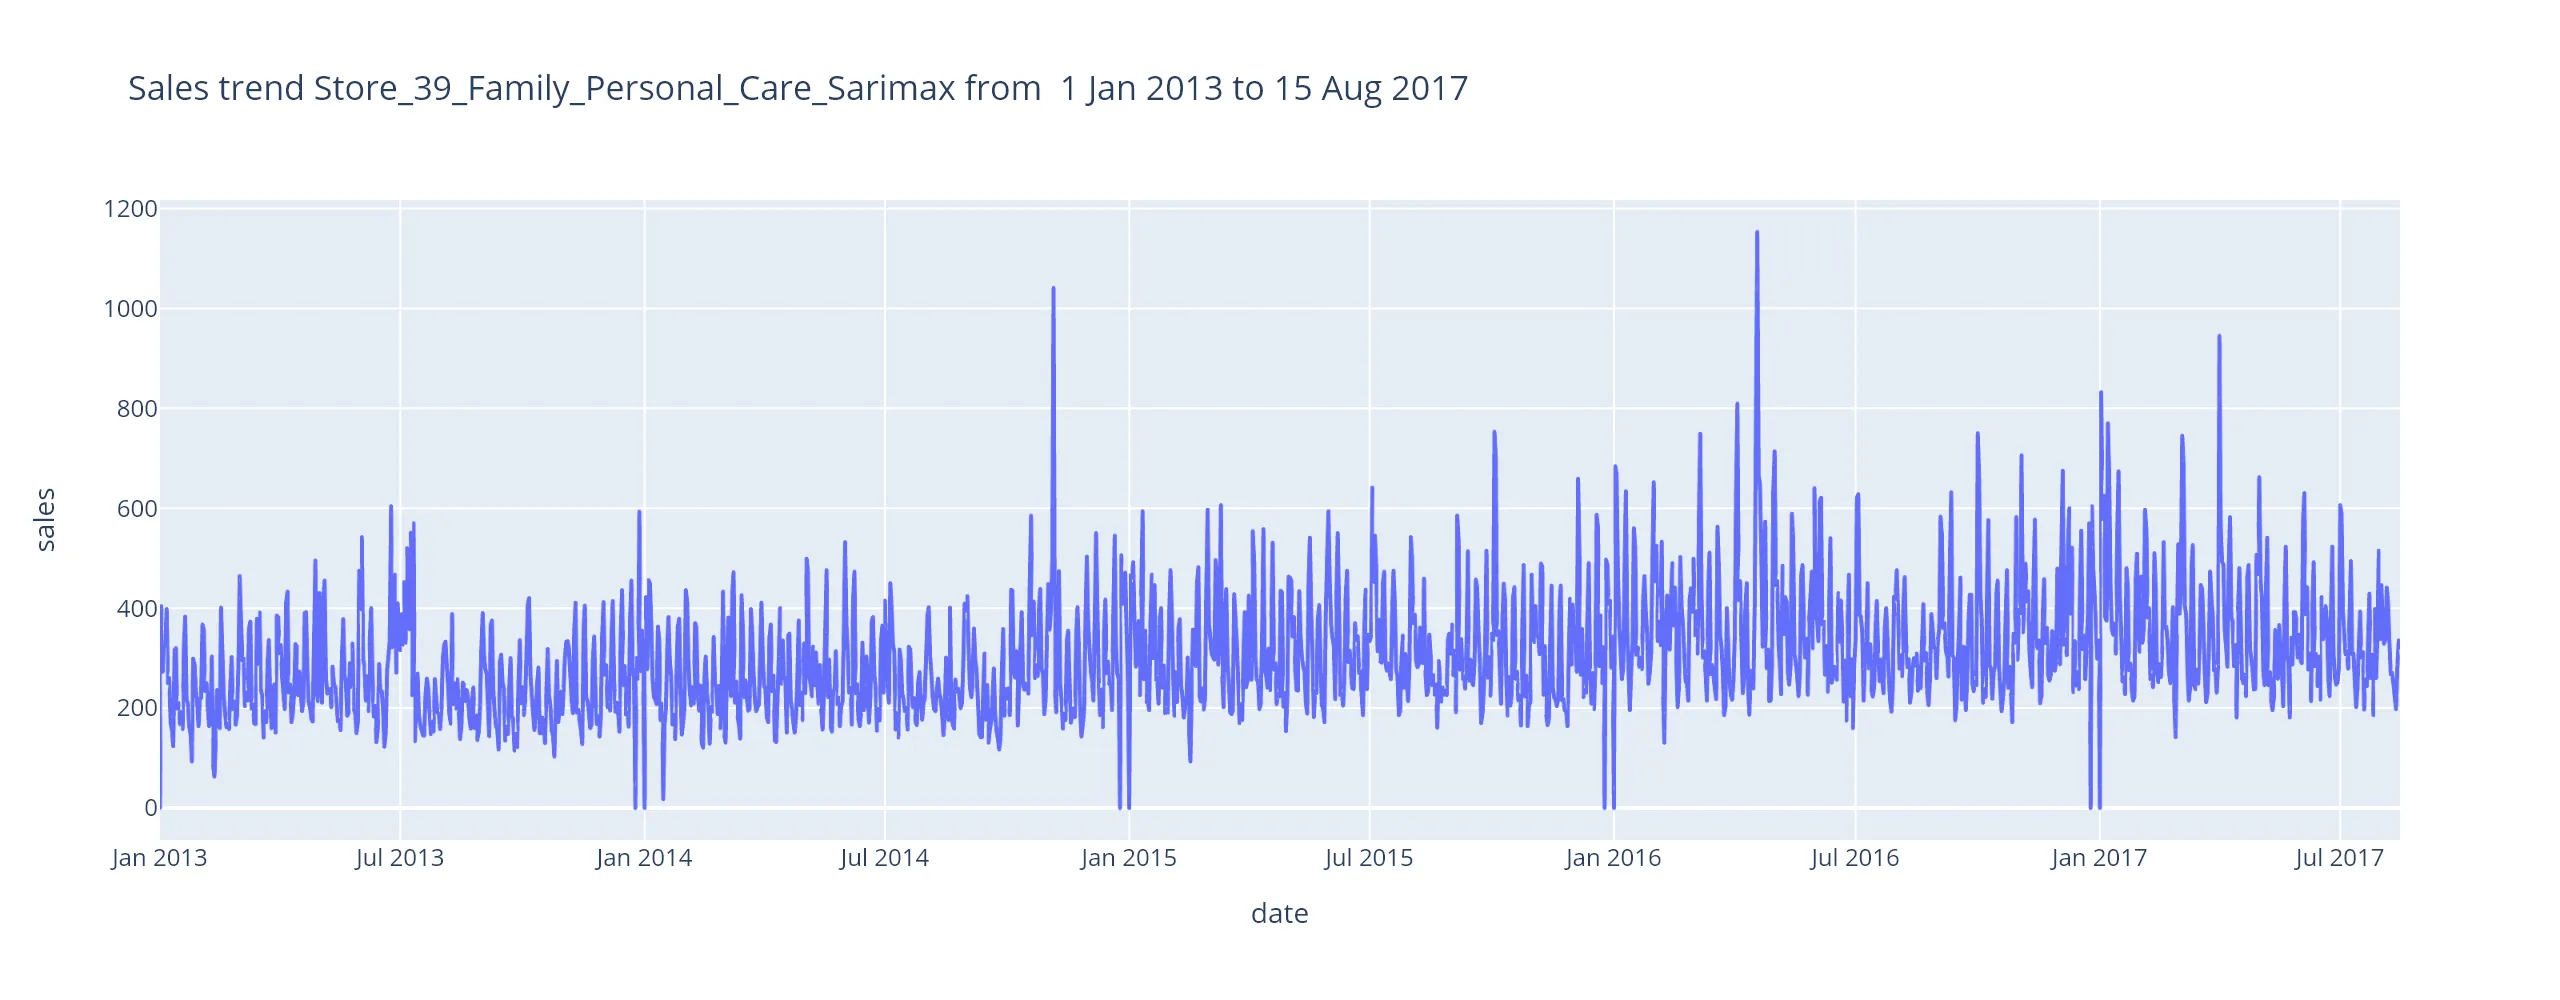 Sales trend Store_39_Family_Personal_Care_Sarimax from  1 Jan 2013 to 15 Aug 2017
1200
1000
800
600
400
200
0
sales
Jan 2013 Jul 2013 Jan 2014 Jul 2014 Jan 2015 Jul 2015 Jan 2016 Jul 2016 Jan 2017 Jul 2017
date